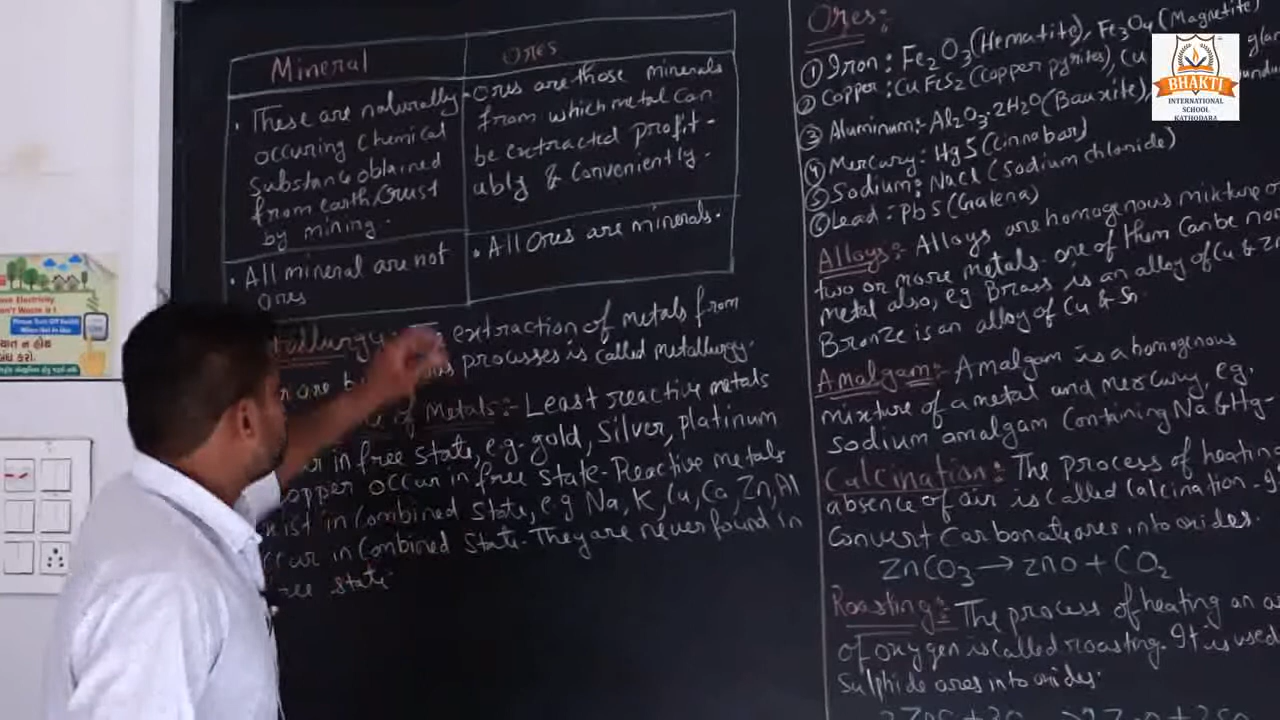 Mineral
Ores
• These are naturally
occuring Chemical
Substance obtained
from earth crust
by mining.
• Ores are those minerals
from which metal can
be extracted profit-
ably & Conveniently.
• All mineral are not
ores
• All Ores are minerals.
extraction of metals from
processes is called metallurgy.
of Metals:- Least reactive metals
in free state, e.g- gold, silver, platinum
occur in free state- Reactive metals
in Combined State, e.g Na, K, Cu, Ca, Zn, Al
in Combined state- They are never found in
state.
Ores:
① Iron: Fe2O3 (Hematite), Fe3O4 (Magnetite)
② Copper: CuFeS2 (Copper pyrites), Cu
③ Aluminum:- Al2O3·2H2O (Bauxite),
④ Mercury: HgS (Cinnabar)
⑤ Sodium: NaCl (Sodium chloride)
⑥ Lead: PbS (Galena)
Alloys:- Alloys are homogenous mixture of
two or more metals- one of them Can be non
metal also, eg Brass is an alloy of Cu & Zn
Bronze is an alloy of Cu & Sn.
Amalgam:- Amalgam is a homogenous
mixture of a metal and mercury, eg.
sodium amalgam Containing Na & Hg-
Calcination: The process of heating
absence of air is called Calcination-
Convert Carbonate ores, into oxides.
ZnCO3 → ZnO + CO2
Roasting:- The process of heating an
of oxygen is called roasting. It is used
Sulphide ores into oxides.
BHAKTI
INTERNATIONAL
SCHOOL
KATHODARA